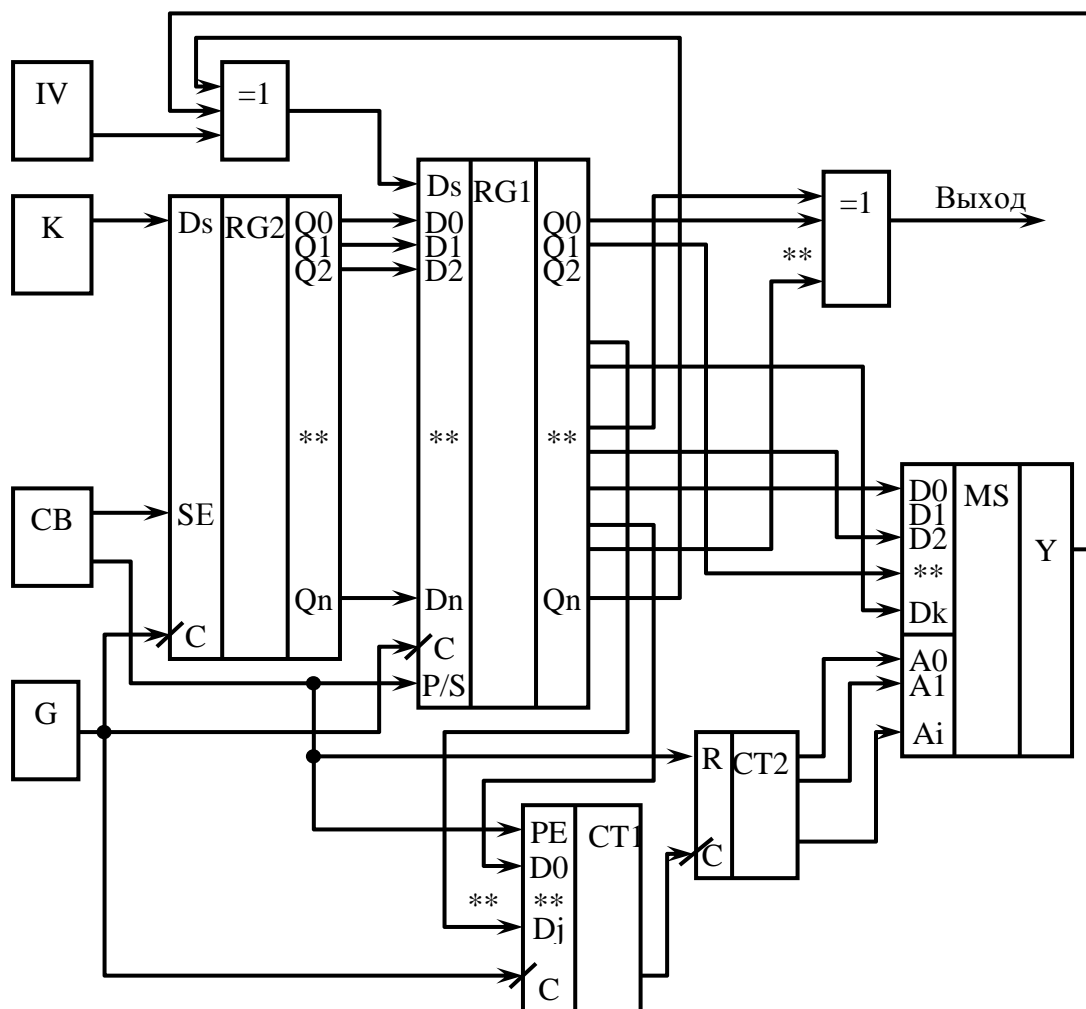 IV
=1
K
Ds
RG2
Q0
Q1
Q2
**
SE
Qn
C
CB
G
Ds
RG1
D0
D1
D2
**
Dn
C
P/S
Q0
Q1
Q2
**
Qn
=1
**
Выход
D0
D1
D2
**
Dk
MS
Y
A0
A1
Ai
R
CT2
C
PE
CT1
D0
**
**
Dj
C